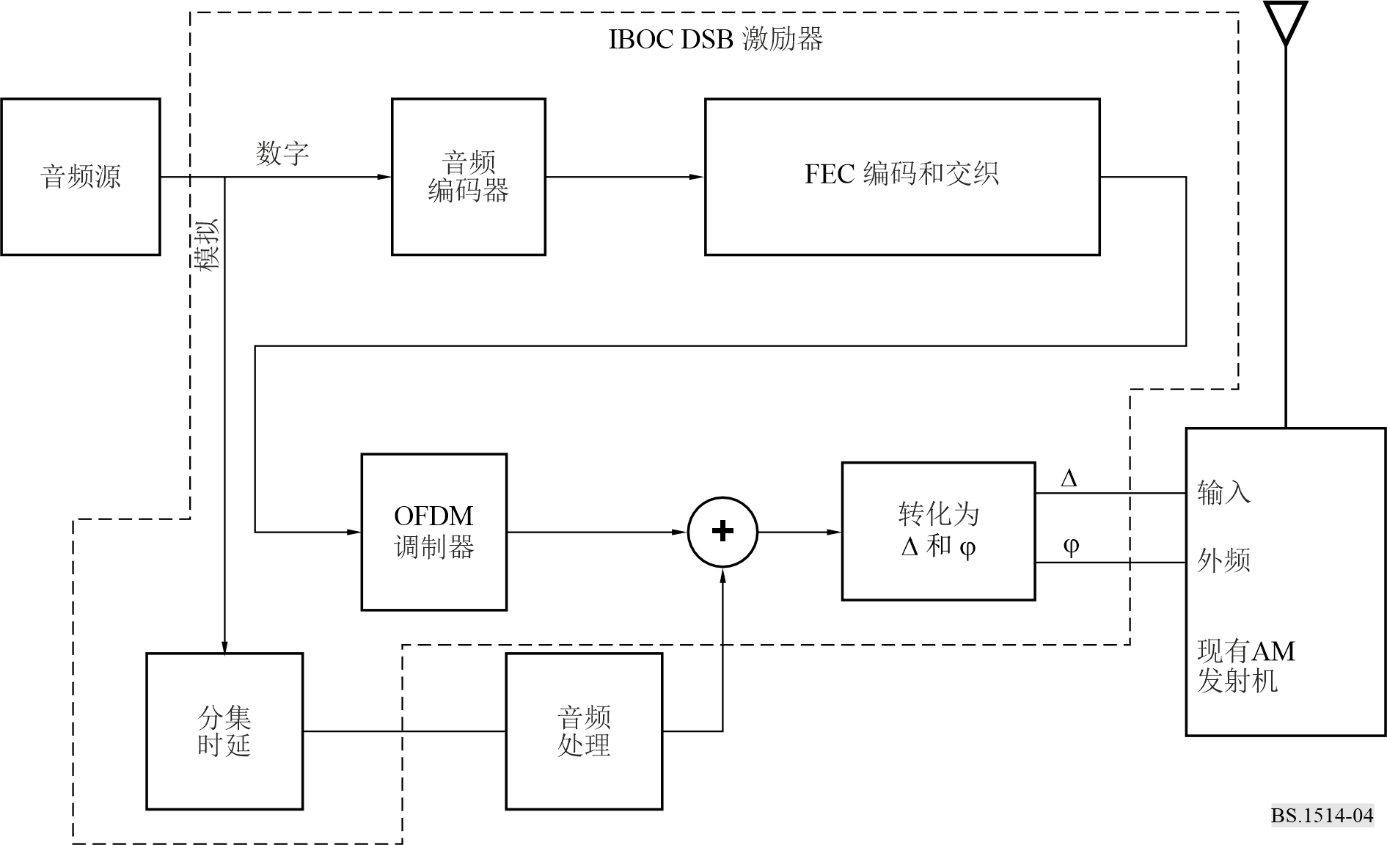 IBOC DSB 激励器
音频源
数字
音频
编码器
FEC 编码和交织
模拟
OFDM
调制器
+
转化为
Δ 和 φ
Δ
φ
输入
外频
现有AM
发射机
分集
时延
音频
处理
BS.1514-04